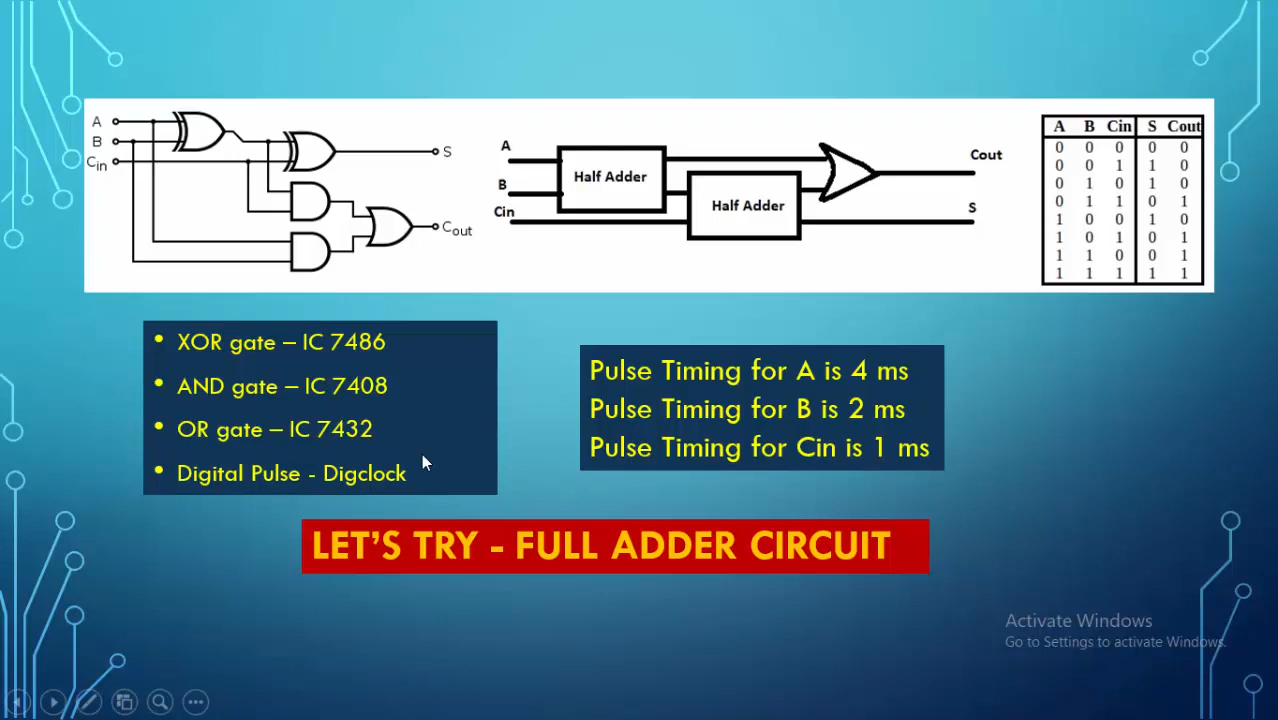 A
B
Cin
S
Cout
A
B
Cin
Half Adder
Half Adder
Cout
S
A B Cin S Cout
0 0 0 0 0
0 0 1 1 0
0 1 0 1 0
0 1 1 0 1
1 0 0 1 0
1 0 1 0 1
1 1 0 0 1
1 1 1 1 1
• XOR gate – IC 7486
• AND gate – IC 7408
• OR gate – IC 7432
• Digital Pulse - Digclock
Pulse Timing for A is 4 ms
Pulse Timing for B is 2 ms
Pulse Timing for Cin is 1 ms
LET'S TRY - FULL ADDER CIRCUIT
Activate Windows
Go to Settings to activate Windows.